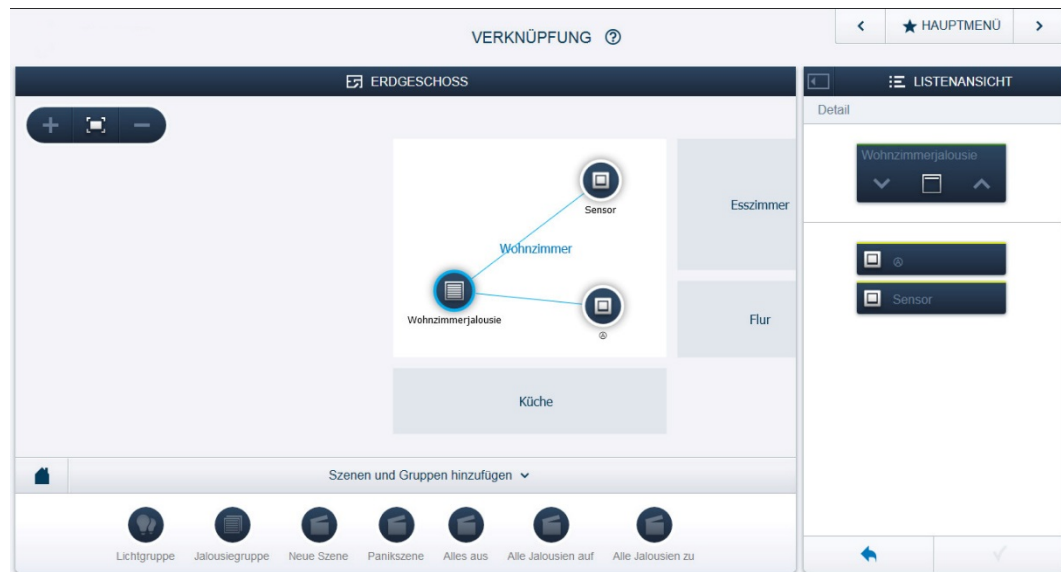 VERKNÜPFUNG ?
HAUPTMENÜ
ERDGESCHOSS
LISTENANSICHT
Detail
Wohnzimmerjalousie
Sensor
Esszimmer
Wohnzimmer
Wohnzimmerjalousie
Flur
Küche
Sensor
Szenen und Gruppen hinzufügen
Lichtgruppe Jalousiegruppe Neue Szene Panikszene Alles aus Alle Jalousien auf Alle Jalousien zu